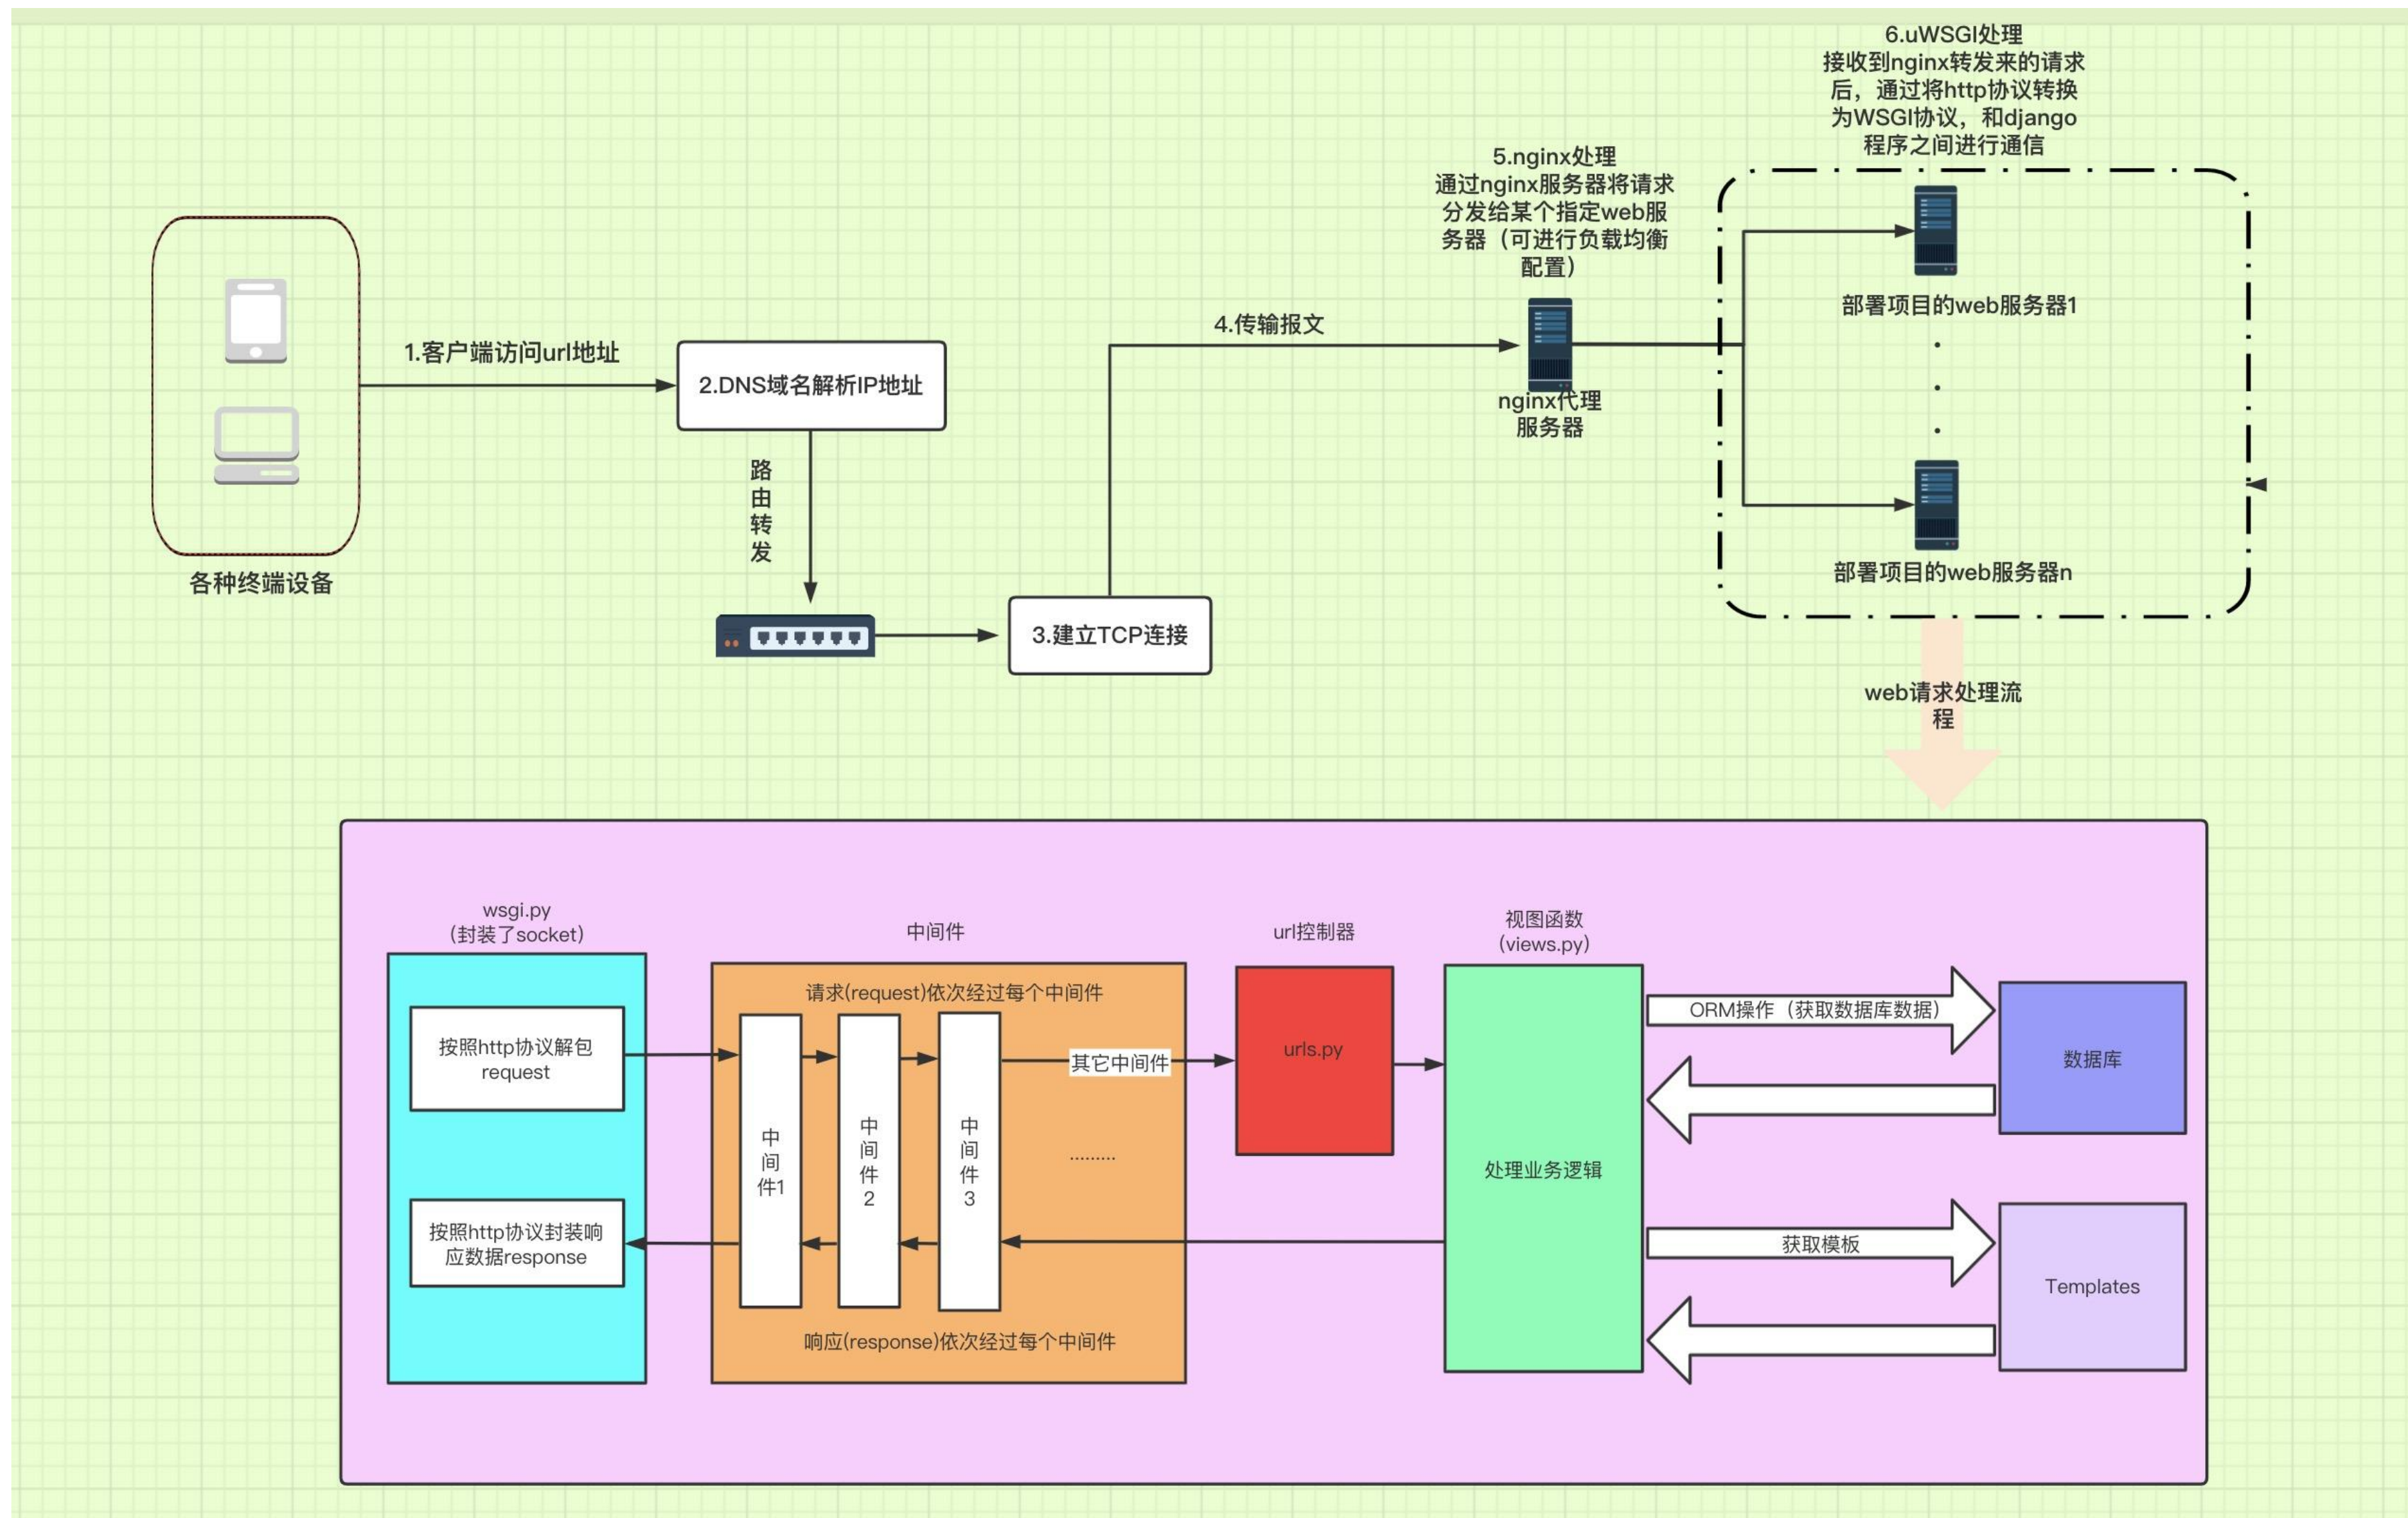 6.uWSGI处理
接收到nginx转发来的请求
后，通过将http协议转换
为WSGI协议，和django
程序之间进行通信
5.nginx处理
通过nginx服务器将请求
分发给某个指定web服
务器（可进行负载均衡
配置）
1.客户端访问url地址
2.DNS域名解析IP地址
4.传输报文
nginx代理
服务器
部署项目的web服务器1
部署项目的web服务器n
路
由
转
发
各种终端设备
3.建立TCP连接
web请求处理流
程
wsgi.py
(封装了socket)
中间件
url控制器
视图函数
(views.py)
按照http协议解包
request
按照http协议封装响
应数据response
请求(request)依次经过每个中间件
中
间
件1
中
间
件
2
中
间
件
3
其它中间件
.........
响应(response)依次经过每个中间件
urls.py
处理业务逻辑
ORM操作（获取数据库数据）
数据库
获取模板
Templates